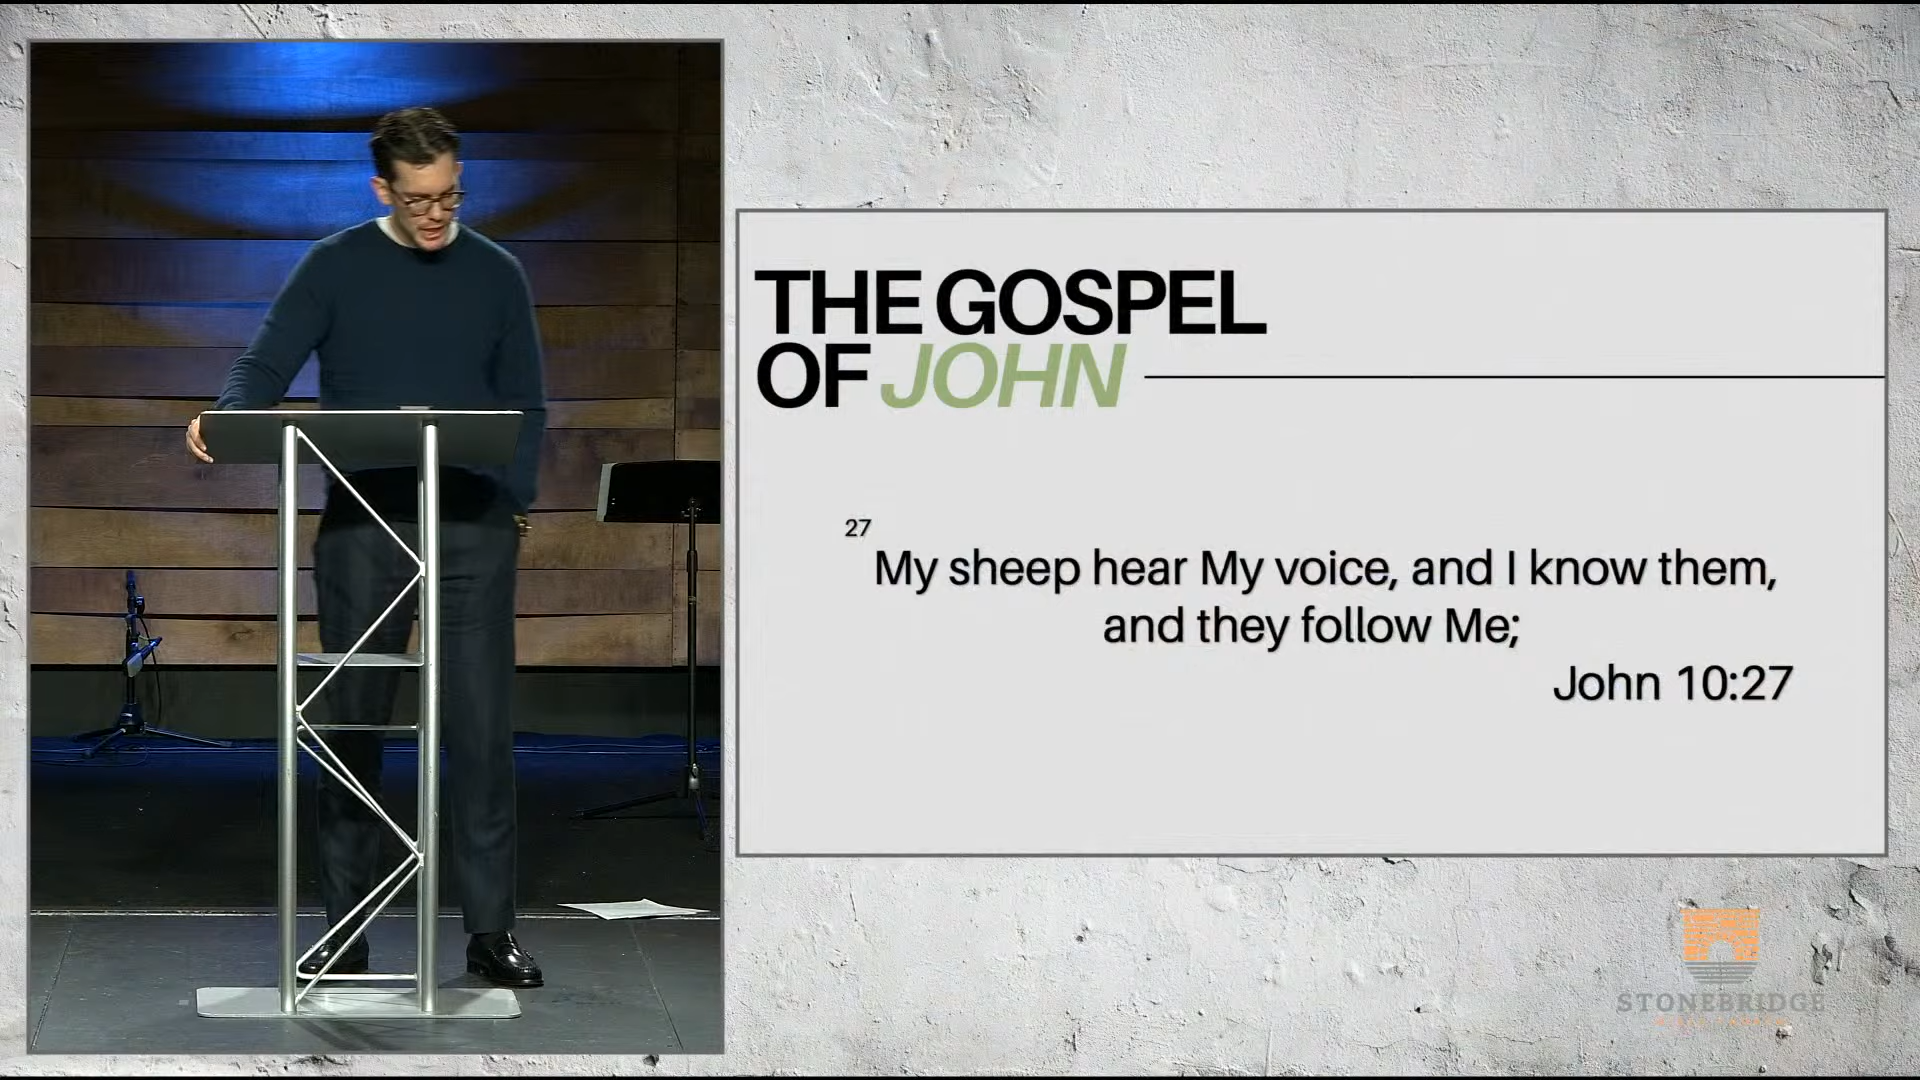 THE GOSPEL
OF JOHN
27
My sheep hear My voice, and I know them,
and they follow Me;
John 10:27
STONEBRIDGE